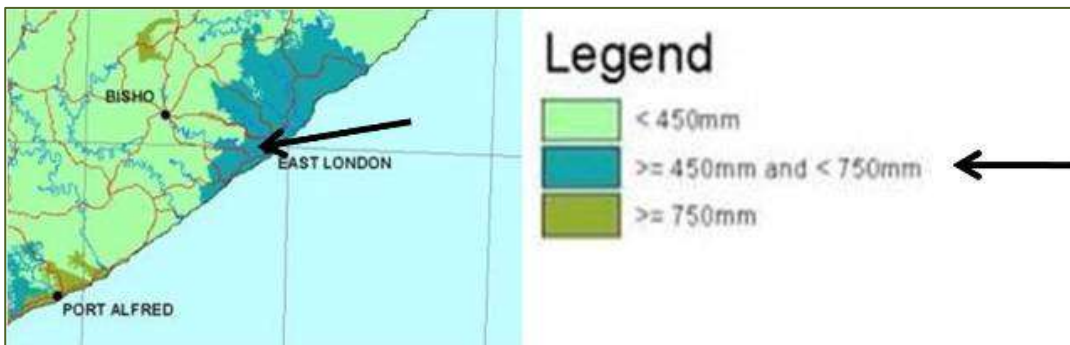 BISHO
EAST LONDON
PORT ALFRED
Legend
< 450mm
>= 450mm and < 750mm
>= 750mm